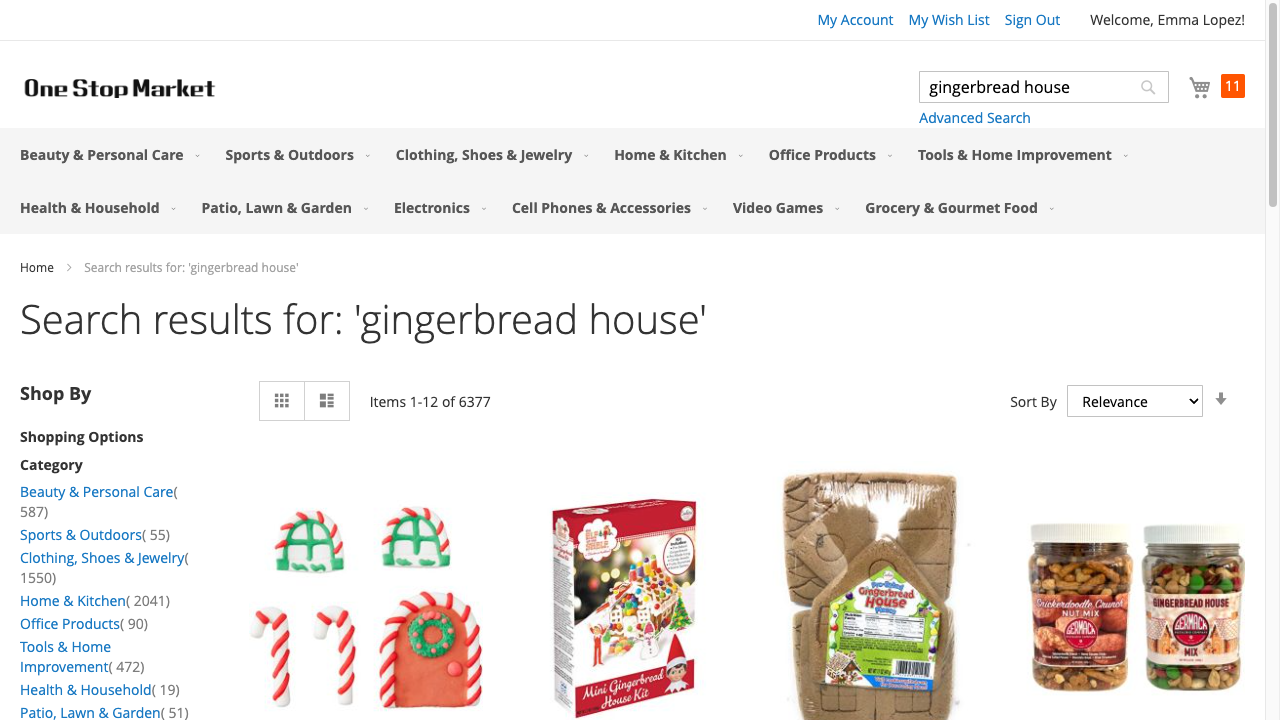 My Account My Wish List Sign Out Welcome, Emma Lopez!
One Stop Market
gingerbread house
11
Advanced Search
Beauty & Personal Care Sports & Outdoors Clothing, Shoes & Jewelry Home & Kitchen Office Products Tools & Home Improvement
Health & Household Patio, Lawn & Garden Electronics Cell Phones & Accessories Video Games Grocery & Gourmet Food
Home Search results for: 'gingerbread house'
Search results for: 'gingerbread house'
Shop By
Items 1-12 of 6377
Sort By Relevance
Shopping Options
Category
Beauty & Personal Care(
587)
Sports & Outdoors( 55)
Clothing, Shoes & Jewelry(
1550)
Home & Kitchen( 2041)
Office Products( 90)
Tools & Home
Improvement( 472)
Health & Household( 19)
Patio, Lawn & Garden( 51)
Mini Gingerbread
House Kit
Gingerbread
House
Snickerdoodle Crunch
NUT MIX
GERMACK
GINGERBREAD HOUSE
GERMACK
MIX